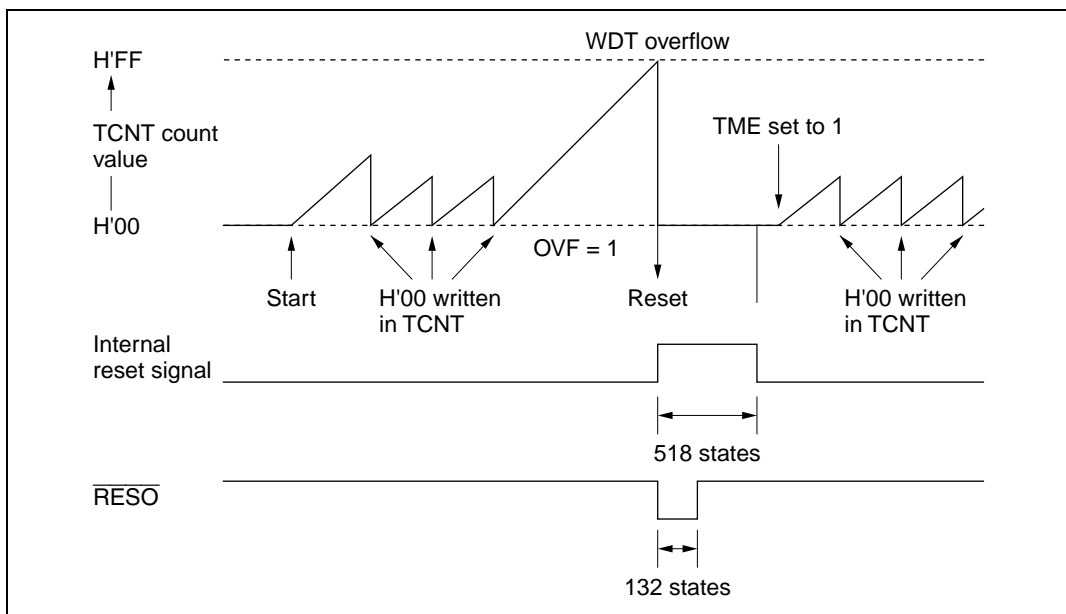 WDT overflow
H'FF
TCNT count
value
TME set to 1
H'00
OVF = 1
Start
H'00 written
in TCNT
Reset
H'00 written
in TCNT
Internal
reset signal
518 states
RESO
132 states